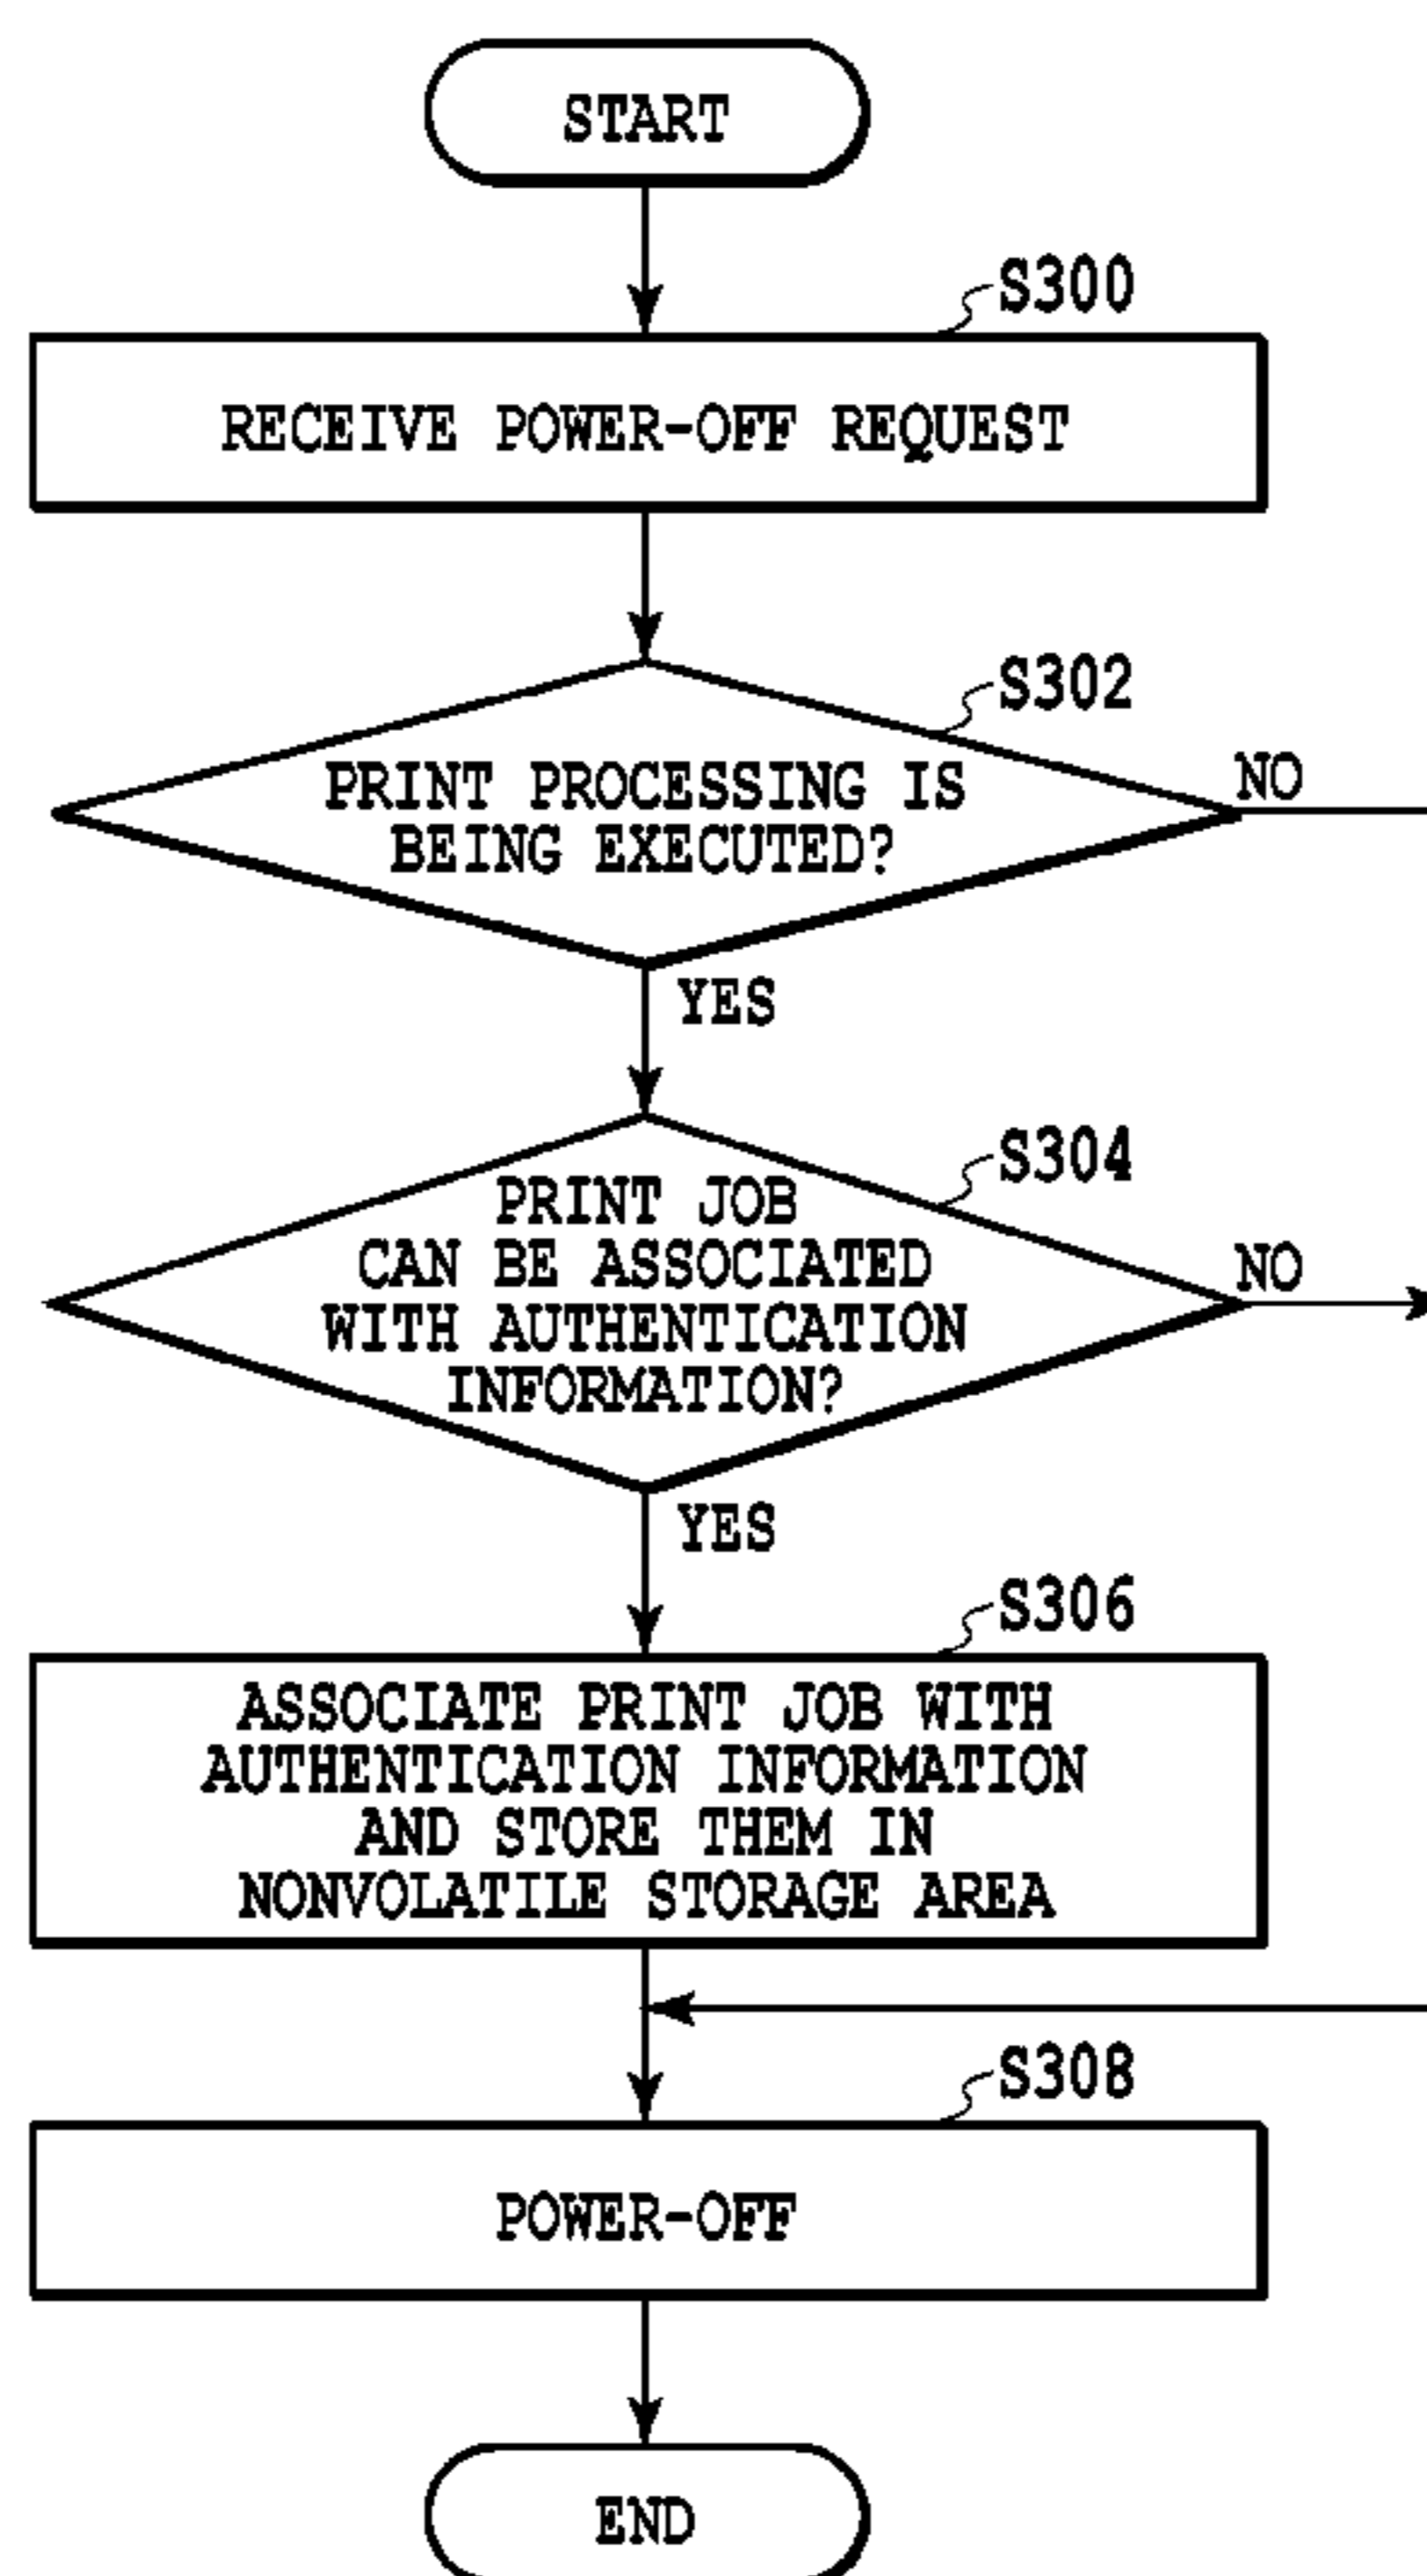 START
S300
RECEIVE POWER-OFF REQUEST
S302
PRINT PROCESSING IS
BEING EXECUTED?
NO
YES
S304
PRINT JOB
CAN BE ASSOCIATED
WITH AUTHENTICATION
INFORMATION?
NO
YES
S306
ASSOCIATE PRINT JOB WITH
AUTHENTICATION INFORMATION
AND STORE THEM IN
NONVOLATILE STORAGE AREA
S308
POWER-OFF
END